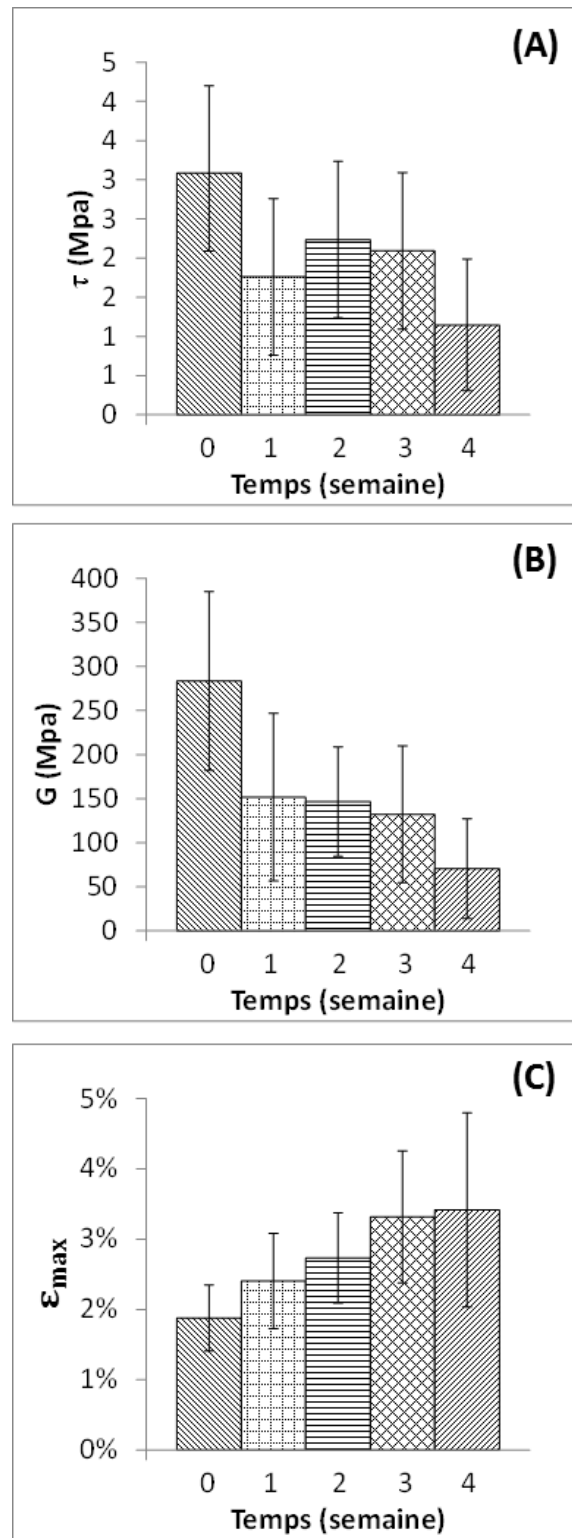 (A)
5
4
4
3
3
2
2
1
1
0
τ (Mpa)
0 1 2 3 4
Temps (semaine)
(B)
400
350
300
250
200
150
100
50
0
G (Mpa)
0 1 2 3 4
Temps (semaine)
(C)
5%
4%
3%
2%
1%
0%
εmax
0 1 2 3 4
Temps (semaine)